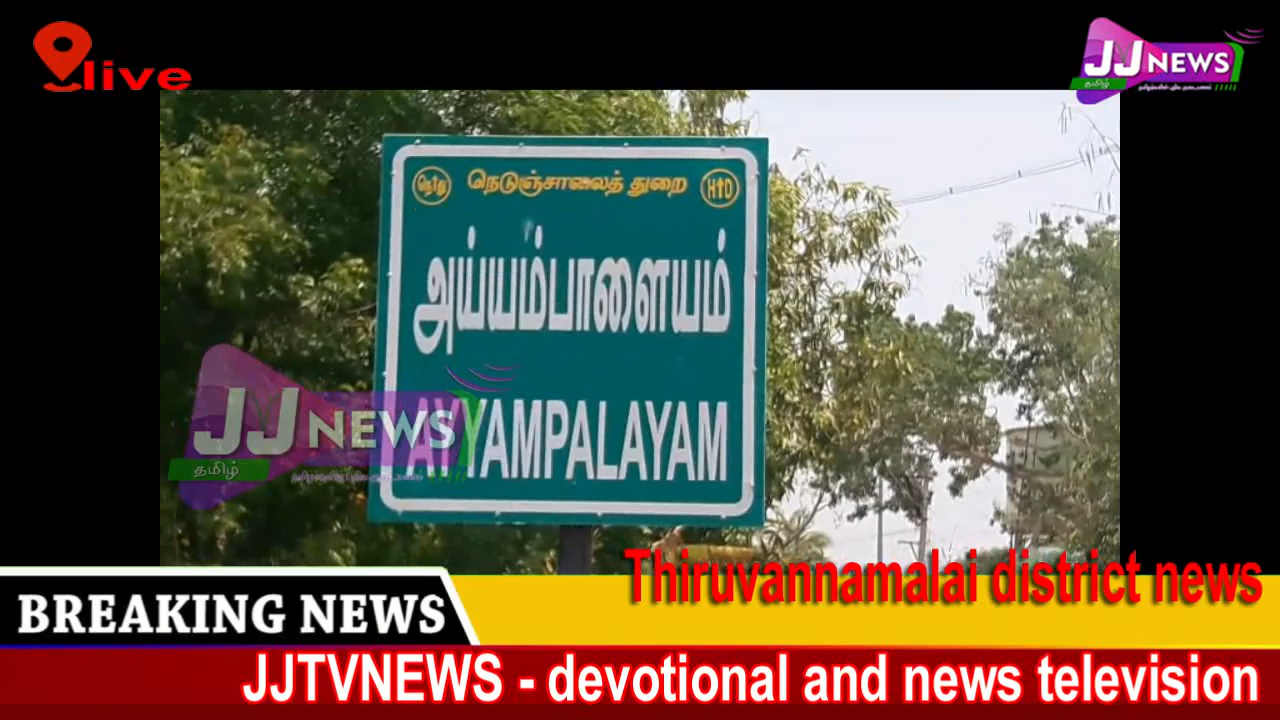 live
JJ NEWS
தமிழ்
நெது நெடுஞ்சாலைத் துறை HD
அய்யம்பாளையம்
AYYAMPALAYAM
JJ NEWS
தமிழ்
Thiruvannamalai district news
BREAKING NEWS
JJTVNEWS - devotional and news television